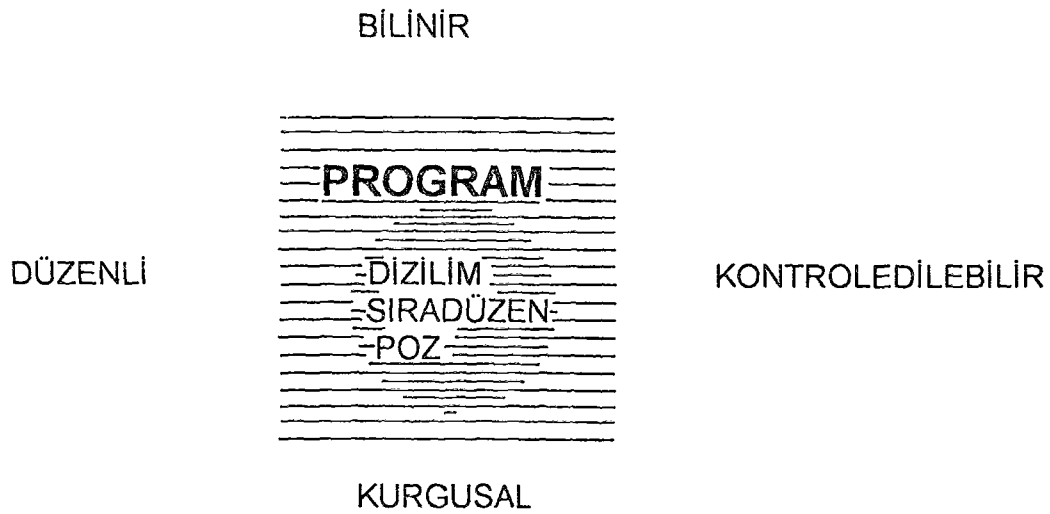 BİLİNİR
PROGRAM
DÜZENLİ
DİZİLİM
SIRADÜZEN
POZ
KONTROLEDİLEBİLİR
KURGUSAL